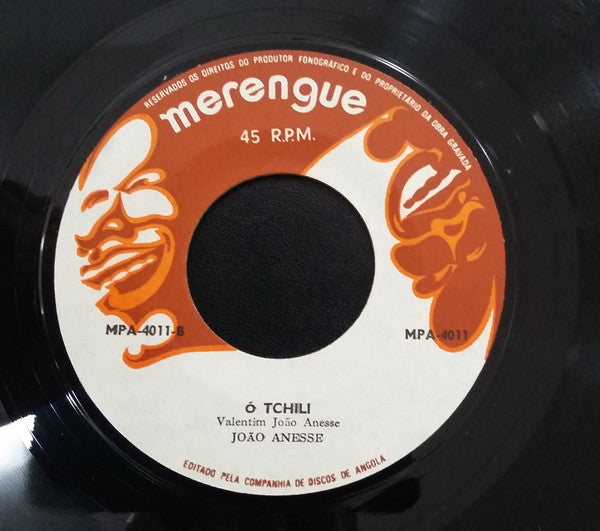 RESERVADOS OS DIREITOS DO PRODUTOR FONOGRÁFICO E DO PROPRIETÁRIO DA OBRA GRAVADA
merengue
45 R.P.M.
MPA-4011-B
MPA-4011
Ó TCHILI
Valentim João Anesse
JOÃO ANESSE
EDITADO PELA COMPANHIA DE DISCOS DE ANGOLA